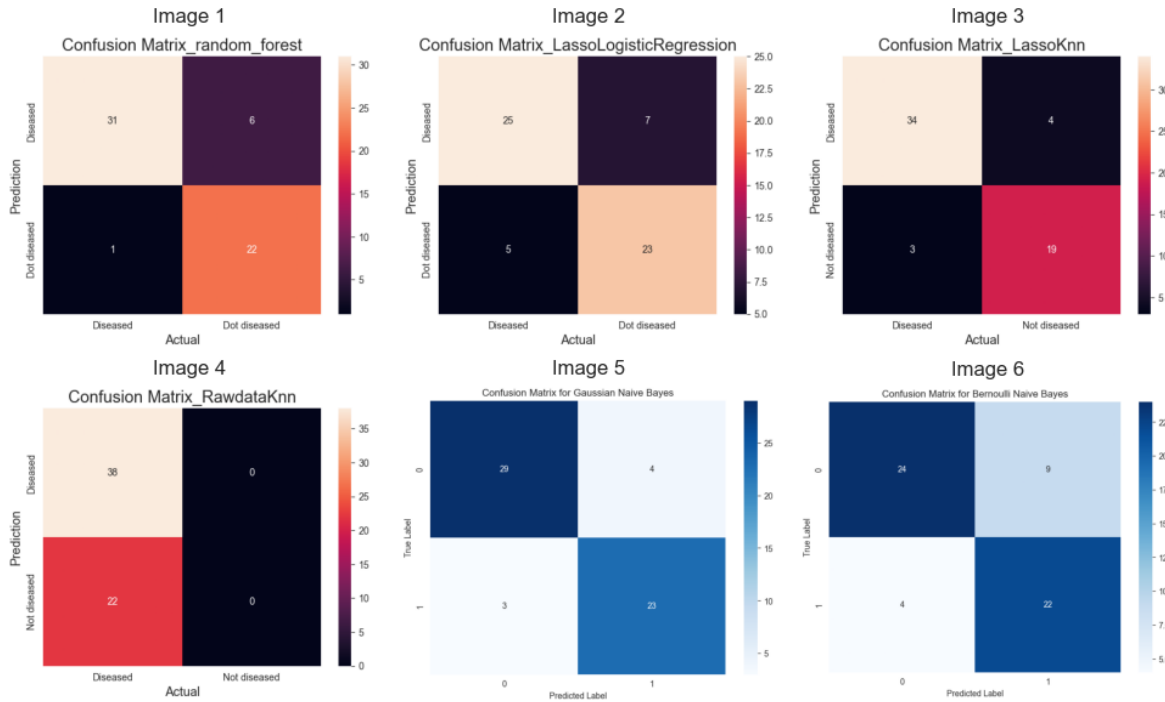 Image 1
Confusion Matrix_random_forest
Prediction
Diseased
Dot diseased
31
6
1
22
30
25
20
15
10
5
Diseased
Dot diseased
Actual
Image 2
Confusion Matrix_LassoLogisticRegression
Prediction
Diseased
Dot diseased
25
7
5
23
25.0
22.5
20.0
17.5
15.0
12.5
10.0
7.5
5.0
Diseased
Dot diseased
Actual
Image 3
Confusion Matrix_LassoKnn
Prediction
Diseased
Not diseased
34
4
3
19
25
20
15
10
5
Diseased
Not diseased
Actual
Image 4
Confusion Matrix_RawdataKnn
Prediction
Diseased
Not diseased
38
0
22
0
35
30
25
20
15
10
5
0
Diseased
Not diseased
Actual
Image 5
Confusion Matrix for Gaussian Naive Bayes
True Label
0
1
29
4
3
23
25
20
15
10
5
0
1
Predicted Label
Image 6
Confusion Matrix for Bernoulli Naive Bayes
True Label
0
1
24
9
4
22
0
1
Predicted Label